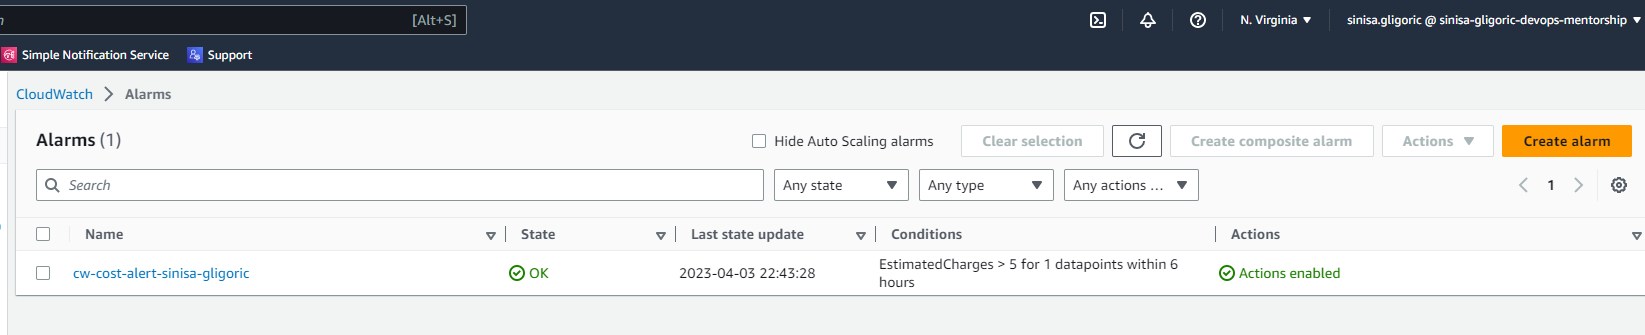 [Alt+S]
N. Virginia
sinisa.gligoric @ sinisa-gligoric-devops-mentorship
Simple Notification Service
Support
CloudWatch
Alarms
Alarms (1)
Hide Auto Scaling alarms
Clear selection
Create composite alarm
Actions
Create alarm
Search
Any state
Any type
Any actions ...
1
Name
State
Last state update
Conditions
Actions
cw-cost-alert-sinisa-gligoric
OK
2023-04-03 22:43:28
EstimatedCharges > 5 for 1 datapoints within 6
hours
Actions enabled